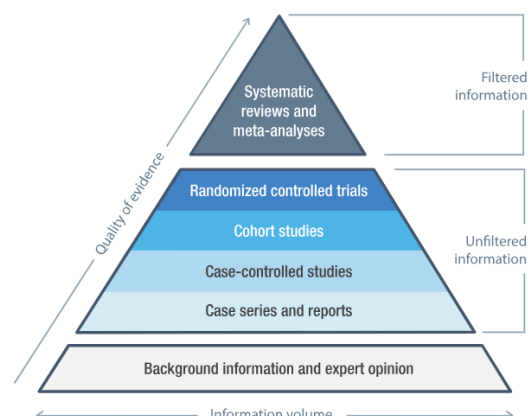 Systematic
reviews and
meta-analyses
Filtered
information
Quality of evidence
Randomized controlled trials
Cohort studies
Unfiltered
information
Case-controlled studies
Case series and reports
Background information and expert opinion
Information volume